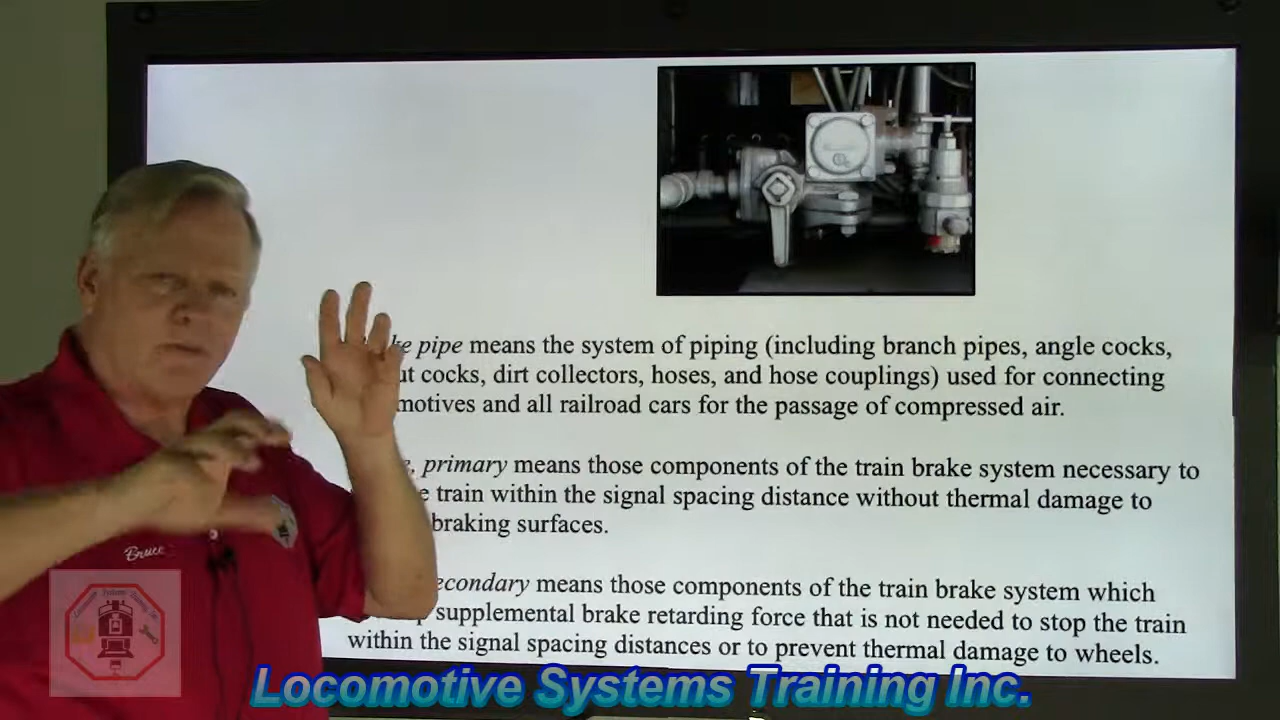 ke pipe means the system of piping (including branch pipes, angle cocks,
ut cocks, dirt collectors, hoses, and hose couplings) used for connecting
motives and all railroad cars for the passage of compressed air.
primary means those components of the train brake system necessary to
e train within the signal spacing distance without thermal damage to
braking surfaces.
econdary means those components of the train brake system which
supplemental brake retarding force that is not needed to stop the train
within the signal spacing distances or to prevent thermal damage to wheels.
Bruce
Locomotive Systems Training Inc.
Locomotive Systems Training Inc.